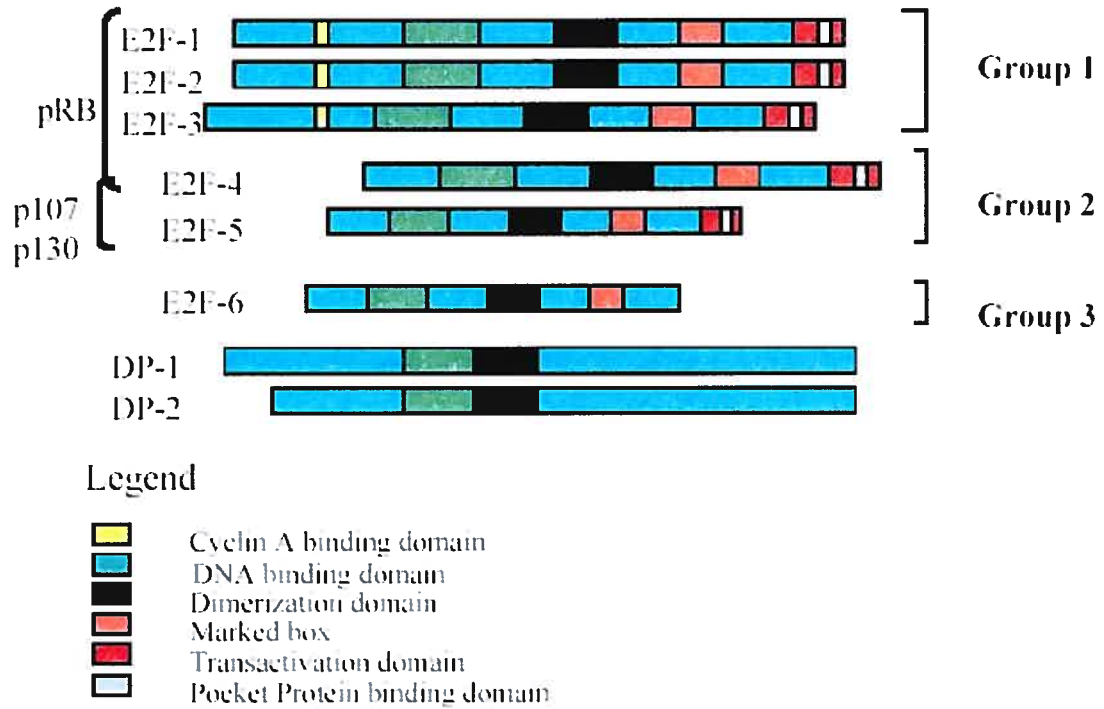 E2F-1
E2F-2
Group 1
pRB
E2F-3
E2F-4
p107
Group 2
p130
E2F-5
E2F-6
Group 3
DP-1
DP-2
Legend
Cyclin A binding domain
DNA binding domain
Dimerization domain
Marked box
Transactivation domain
Pocket Protein binding domain